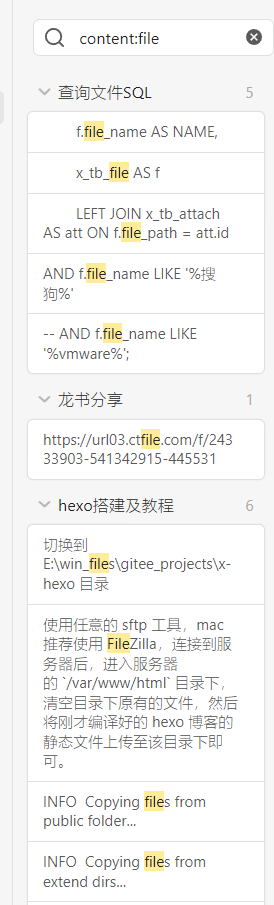 content:file
查询文件SQL 5
f.file_name AS NAME,
x_tb_file AS f
LEFT JOIN x_tb_attach
AS att ON f.file_path = att.id
AND f.file_name LIKE '%搜
狗%'
-- AND f.file_name LIKE
'%vmware%';
龙书分享 1
https://url03.ctfile.com/f/243
33903-541342915-445531
hexo搭建及教程 6
切换到
E:\win_files\gitee_projects\x-
hexo 目录
使用任意的 sftp 工具，mac
推荐使用 FileZilla，连接到服
务器后，进入服务器
的 `/var/www/html` 目录下，
清空目录下原有的文件，然后
将刚才编译好的 hexo 博客的
静态文件上传至该目录下即
可。
INFO  Copying files from
public folder...
INFO  Copying files from
extend dirs...